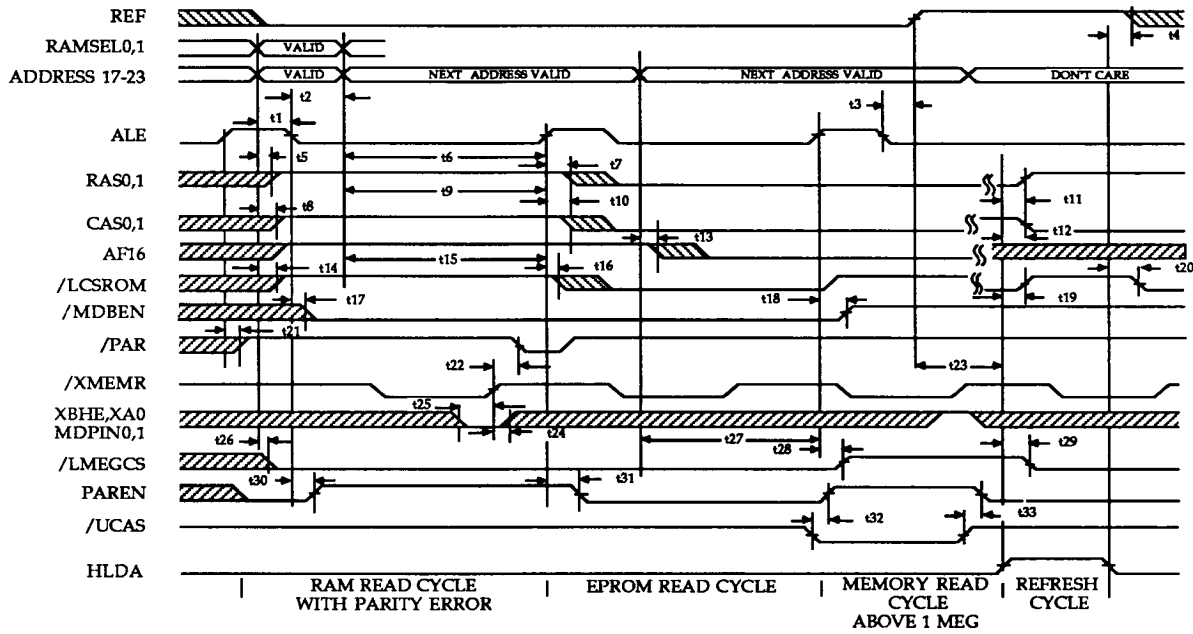 REF
t4
RAMSEL0,1
VALID
ADDRESS 17-23
VALID
NEXT ADDRESS VALID
NEXT ADDRESS VALID
DON'T CARE
t2
t3
t1
ALE
t5
t6
t7
RAS0,1
t9
t10
t11
t8
CAS0,1
t12
t13
AF16
t14
t15
t16
t20
/LCSROM
t17
t18
t19
/MDBEN
t21
/PAR
t22
t23
/XMEMR
t25
XBHE,XA0
MDPIN0,1
t24
t26
t27
t28
t29
/LMEGCS
t30
t31
PAREN
t32
t33
/UCAS
HLDA
RAM READ CYCLE
WITH PARITY ERROR
EPROM READ CYCLE
MEMORY READ
CYCLE
ABOVE 1 MEG
REFRESH
CYCLE